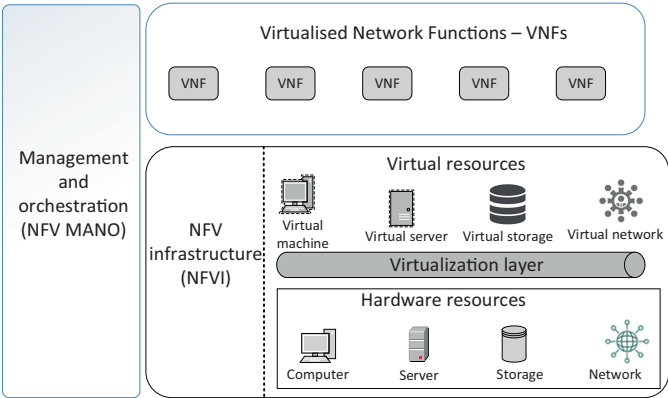 Virtualised Network Functions – VNFs
VNF
VNF
VNF
VNF
VNF
Management
and
orchestration
(NFV MANO)
NFV
infrastructure
(NFVI)
Virtual resources
Virtual
machine
Virtual server
Virtual storage
Virtual network
Virtualization layer
Hardware resources
Computer
Server
Storage
Network